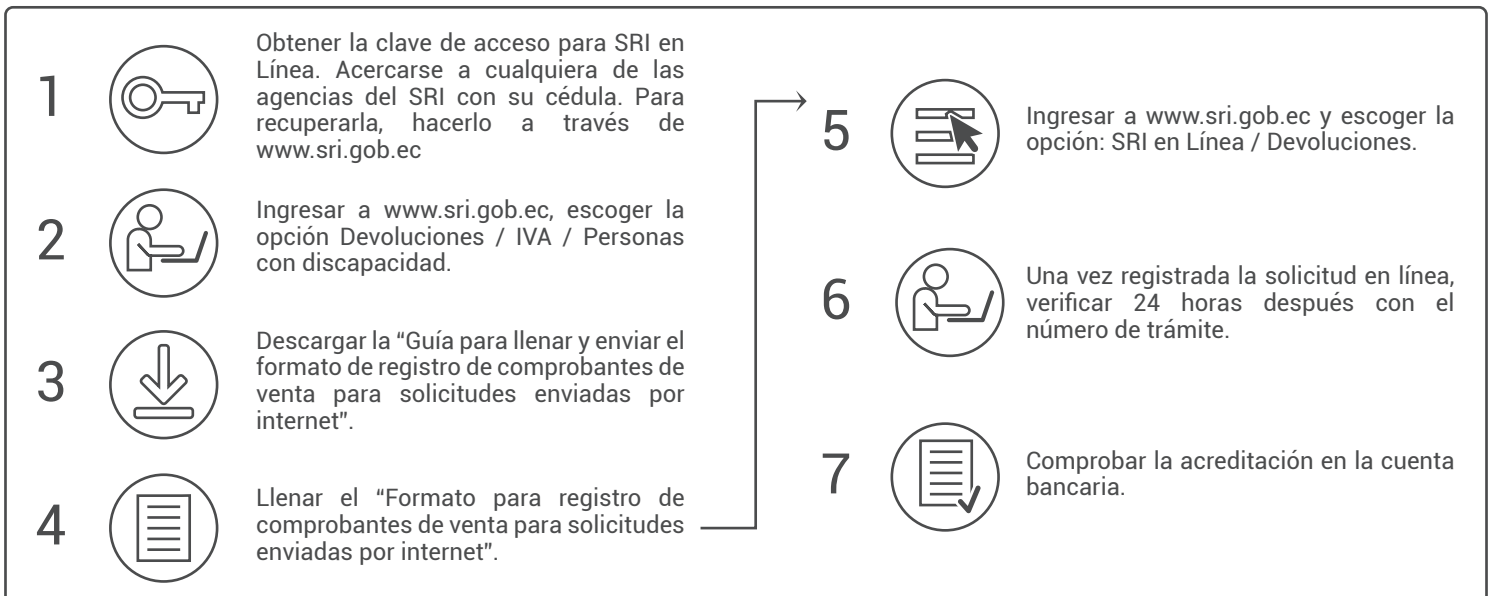 1
Obtener la clave de acceso para SRI en
Línea. Acercarse a cualquiera de las
agencias del SRI con su cédula. Para
recuperarla, hacerlo a través de
www.sri.gob.ec
2
Ingresar a www.sri.gob.ec, escoger la
opción Devoluciones / IVA / Personas
con discapacidad.
3
Descargar la “Guía para llenar y enviar el
formato de registro de comprobantes de
venta para solicitudes enviadas por
internet”.
4
Llenar el “Formato para registro de
comprobantes de venta para solicitudes
enviadas por internet”.
5
Ingresar a www.sri.gob.ec y escoger la
opción: SRI en Línea / Devoluciones.
6
Una vez registrada la solicitud en línea,
verificar 24 horas después con el
número de trámite.
7
Comprobar la acreditación en la cuenta
bancaria.